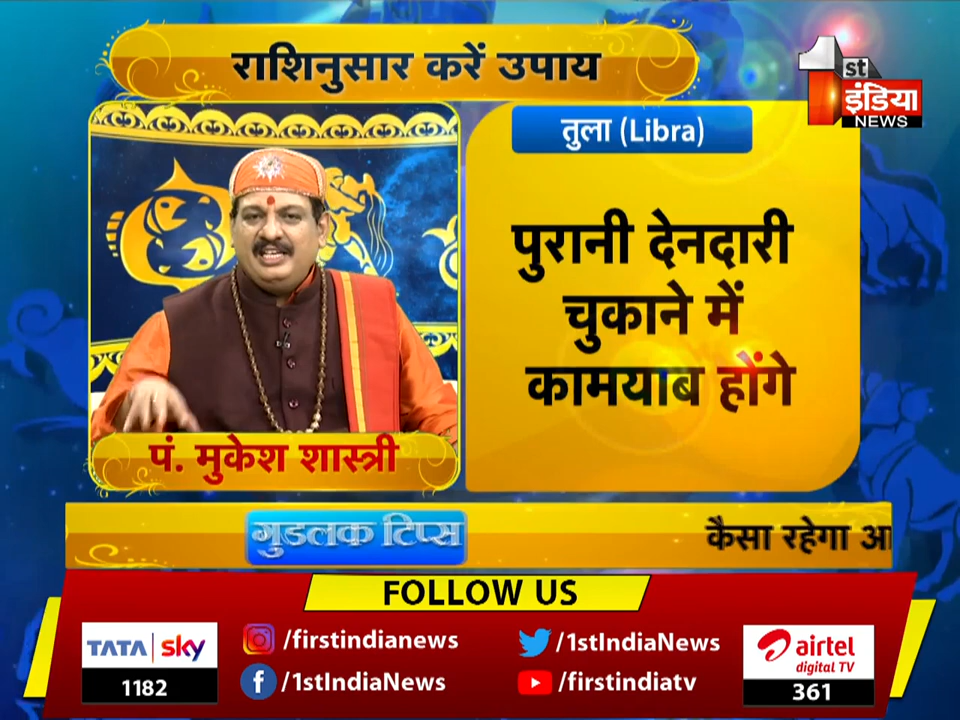 राशिनुसार करें उपाय
1st
इंडिया
NEWS
तुला (Libra)
पुरानी देनदारी
चुकाने में
कामयाब होंगे
पं. मुकेश शास्त्री
गुडलक टिप्स
कैसा रहेगा
FOLLOW US
TATA sky
1182
/firstindianews
/1stIndiaNews
/1stIndiaNews
/firstindiatv
airtel
digital TV
361